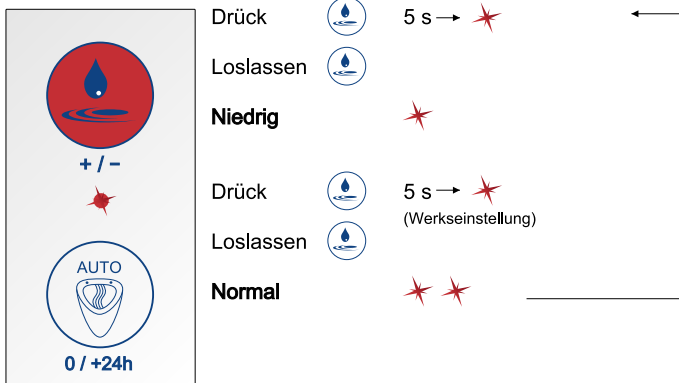 + / −
AUTO
0 / +24h
Drück 5 s
Loslassen
Niedrig
Drück 5 s
(Werkseinstellung)
Loslassen
Normal